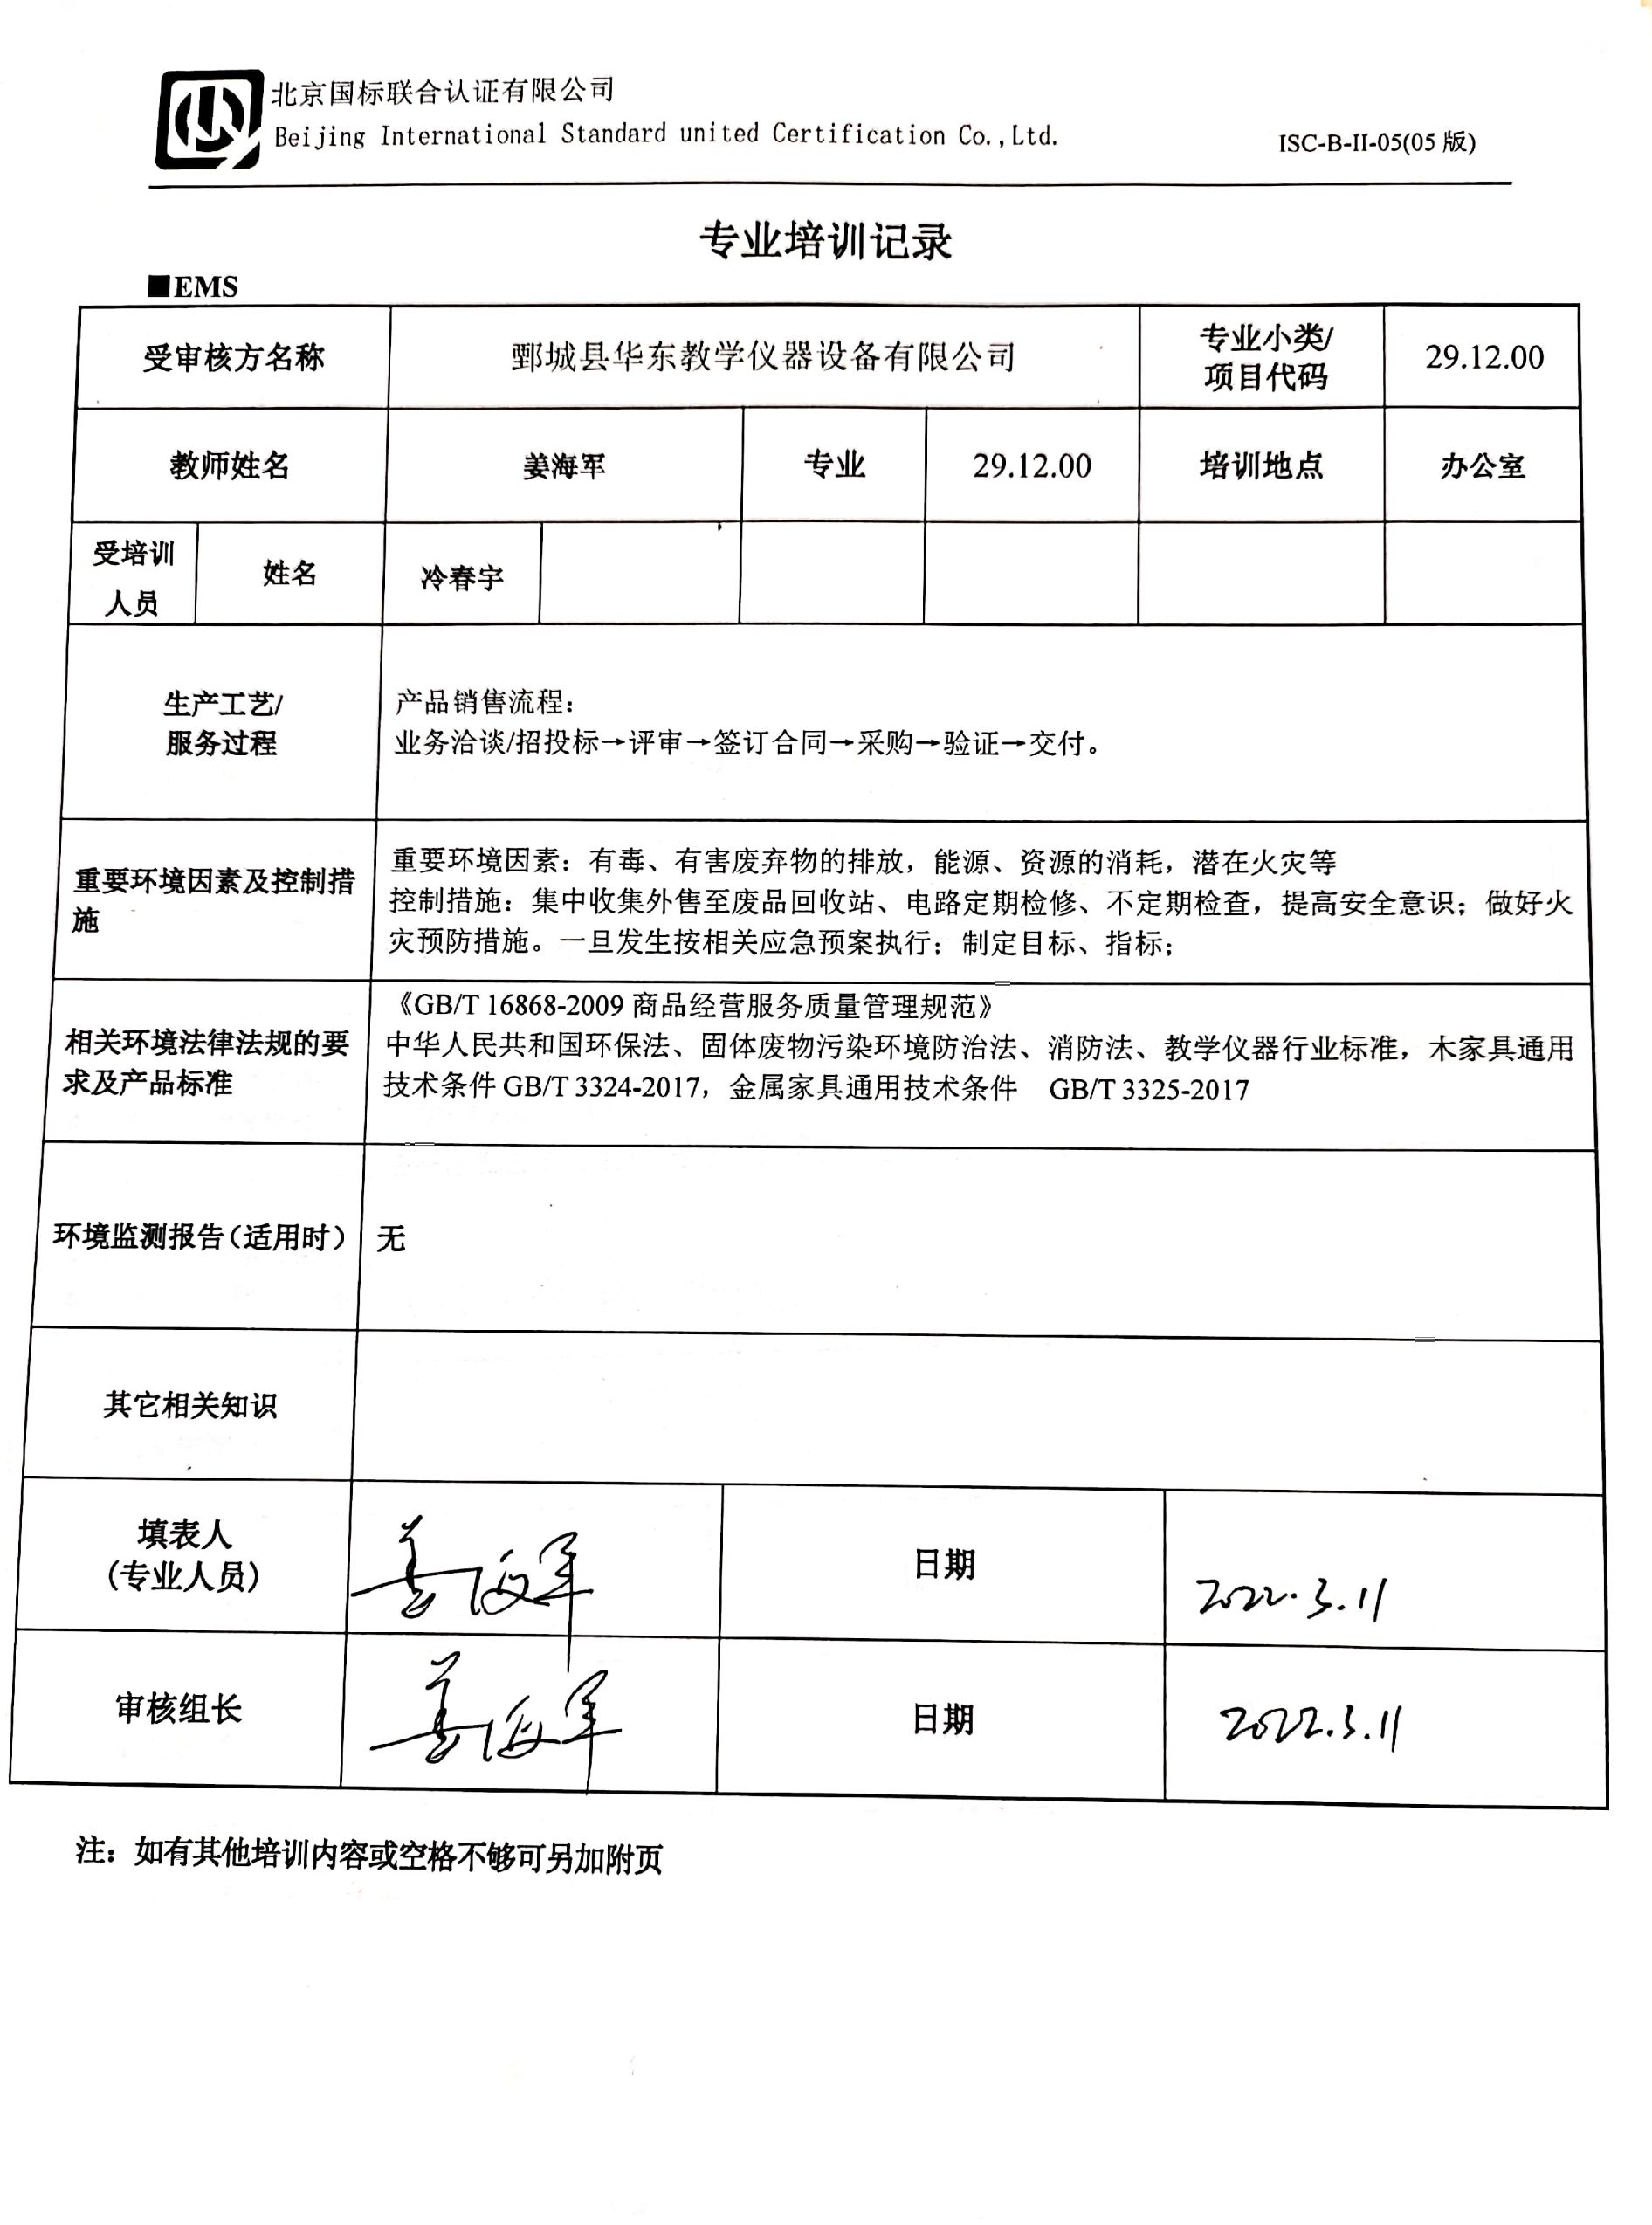 北京国标联合认证有限公司
Beijing International Standard united Certification Co.,Ltd.
ISC-B-II-05(05 版)
专业培训记录
■EMS
受审核方名称
鄄城县华东教学仪器设备有限公司
专业小类/
项目代码
29.12.00
教师姓名
姜海军
专业
29.12.00
培训地点
办公室
受培训
人员
姓名
冷春宇
生产工艺/
服务过程
产品销售流程：
业务洽谈/招投标→评审→签订合同→采购→验证→交付。
重要环境因素及控制措
施
重要环境因素：有毒、有害废弃物的排放，能源、资源的消耗，潜在火灾等
控制措施：集中收集外售至废品回收站、电路定期检修、不定期检查，提高安全意识；做好火
灾预防措施。一旦发生按相关应急预案执行；制定目标、指标；
相关环境法律法规的要
求及产品标准
《GB/T 16868-2009 商品经营服务质量管理规范》
中华人民共和国环保法、固体废物污染环境防治法、消防法、教学仪器行业标准，木家具通用
技术条件 GB/T 3324-2017，金属家具通用技术条件 GB/T 3325-2017
环境监测报告（适用时）
无
其它相关知识
填表人
（专业人员）
姜海军
日期
2022.3.11
审核组长
姜海军
日期
2022.3.11
注：如有其他培训内容或空格不够可另加附页